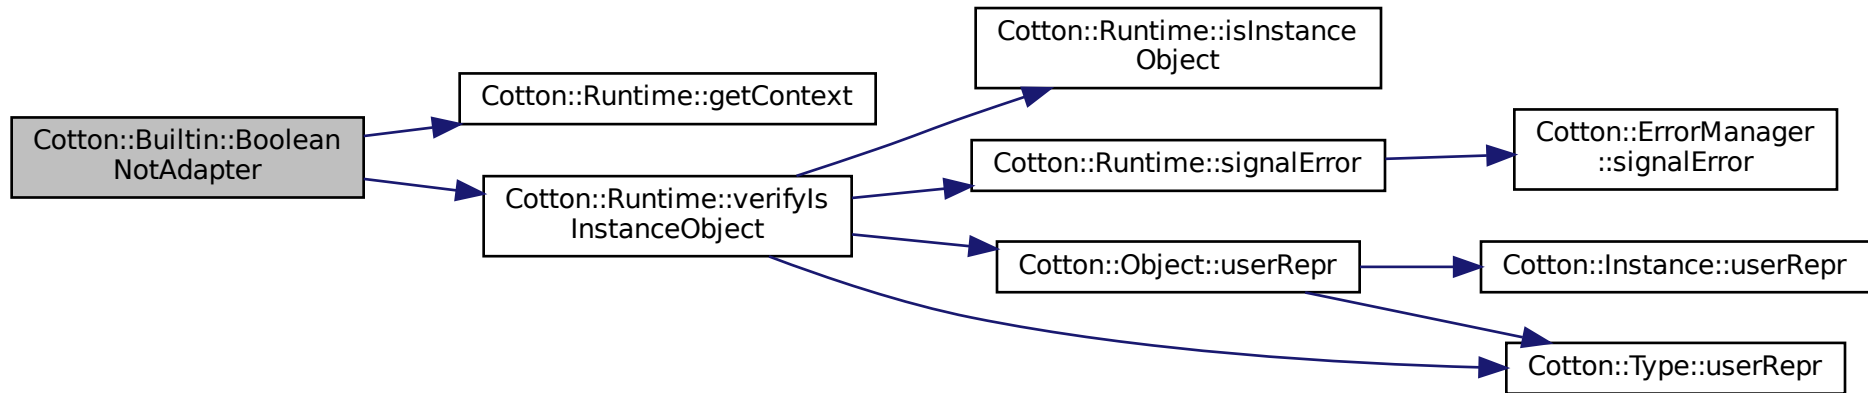 Cotton::Builtin::Boolean
NotAdapter
Cotton::Runtime::getContext
Cotton::Runtime::verifyIs
InstanceObject
Cotton::Runtime::isInstance
Object
Cotton::Runtime::signalError
Cotton::ErrorManager
::signalError
Cotton::Object::userRepr
Cotton::Instance::userRepr
Cotton::Type::userRepr